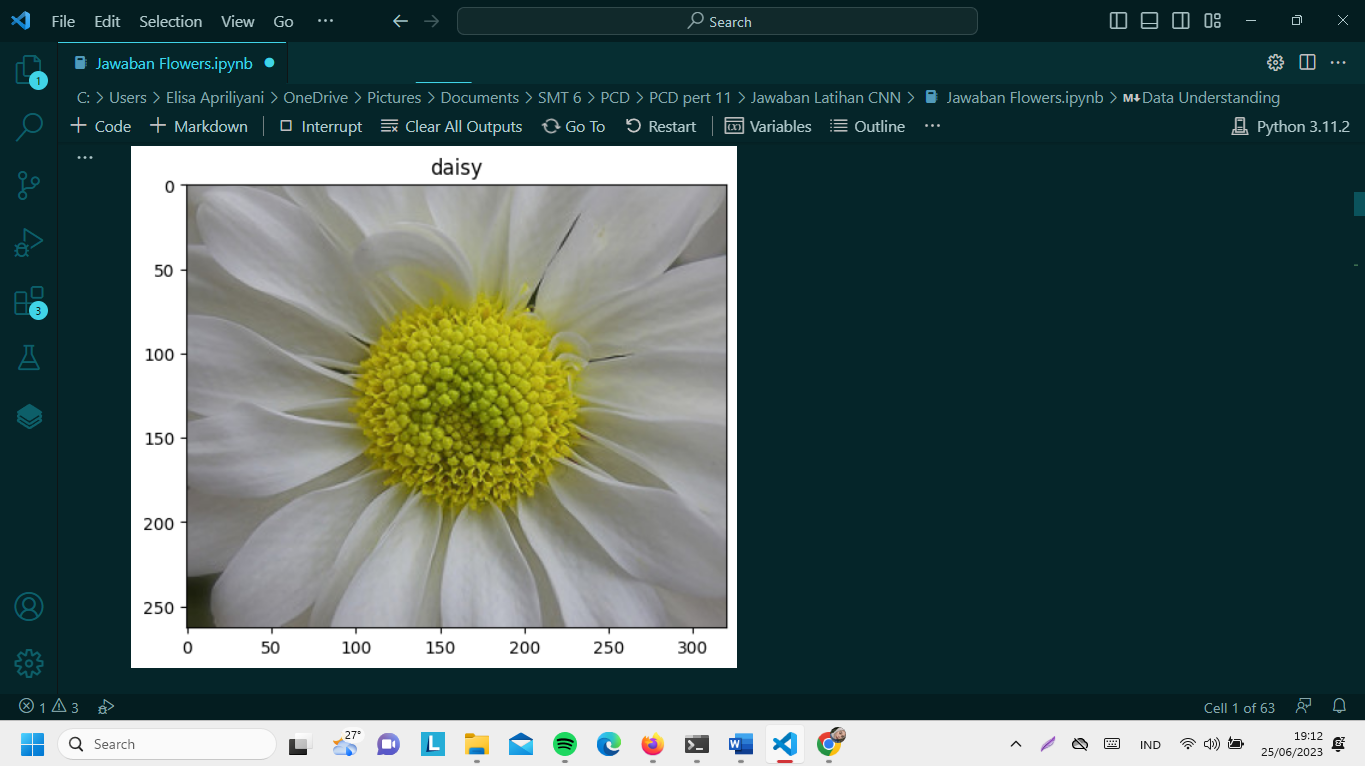 File Edit Selection View Go ··· Search
Jawaban Flowers.ipynb
C: > Users > Elisa Apriliyani > OneDrive > Pictures > Documents > SMT 6 > PCD > PCD pert 11 > Jawaban Latihan CNN > Jawaban Flowers.ipynb > M↓Data Understanding
+ Code + Markdown Interrupt Clear All Outputs Go To Restart Variables Outline ··· Python 3.11.2
1
3
···
daisy
0
50
100
150
200
250
0 50 100 150 200 250 300
1 3 Cell 1 of 63
Search 27° L W IND 19:12
25/06/2023